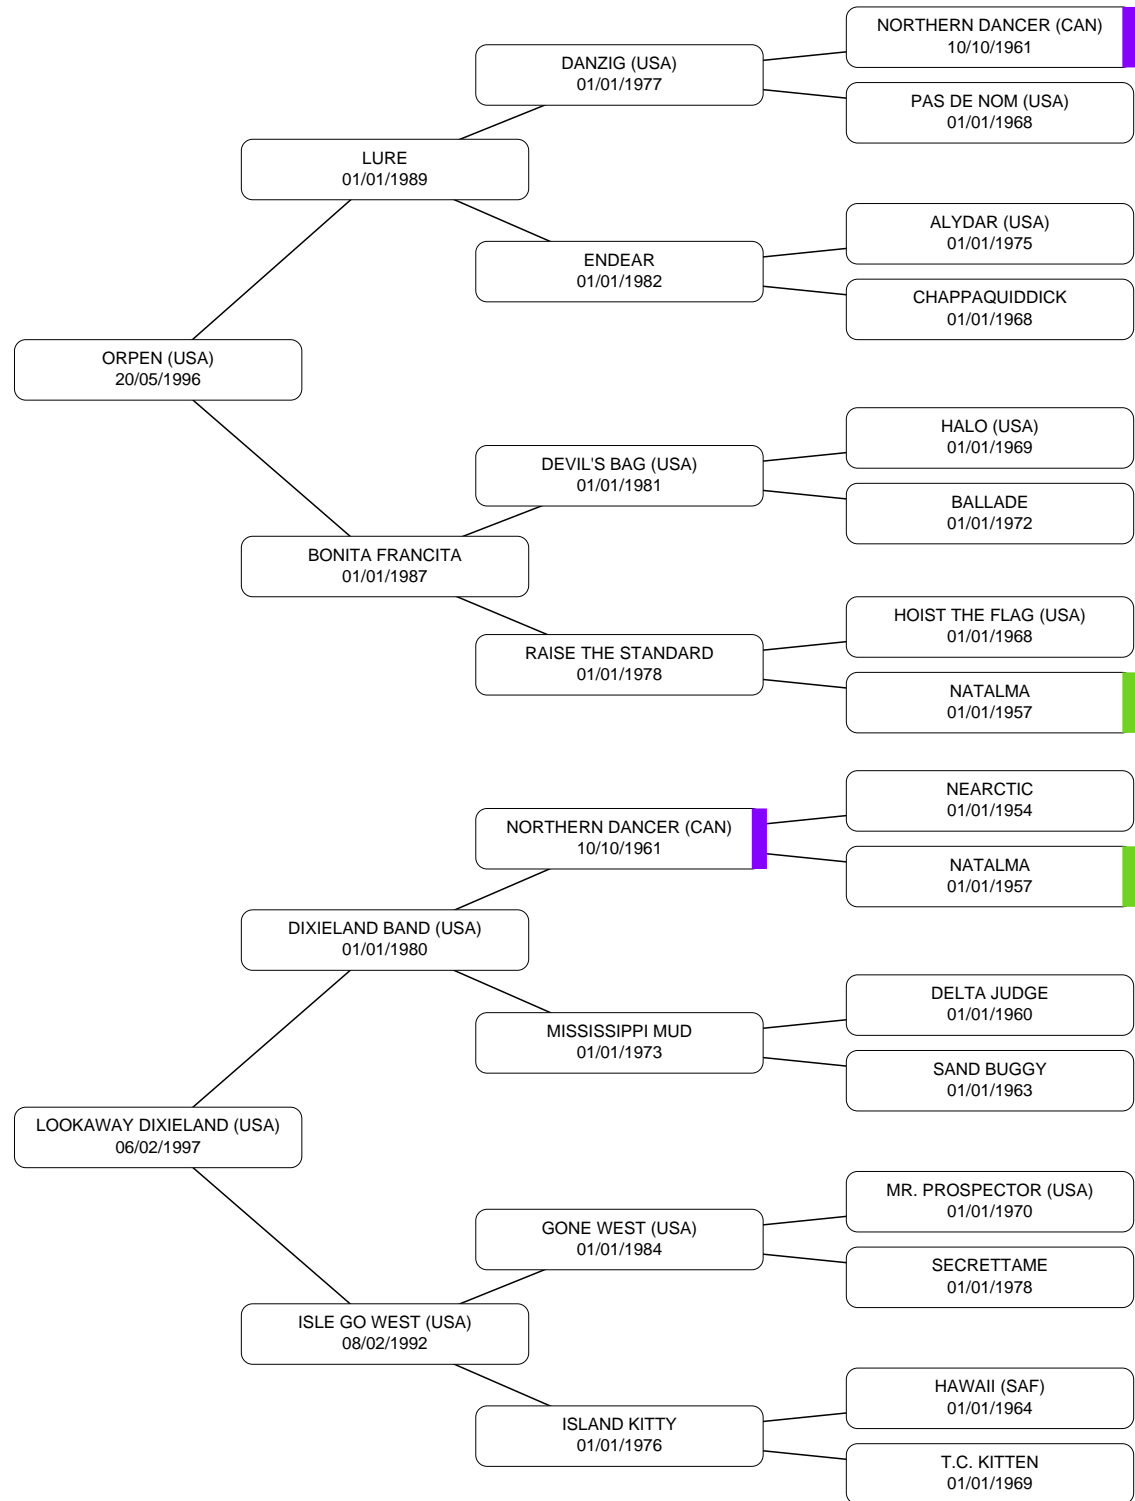 NORTHERN DANCER (CAN)
10/10/1961
DANZIG (USA)
01/01/1977
PAS DE NOM (USA)
01/01/1968
LURE
01/01/1989
ALYDAR (USA)
01/01/1975
ENDEAR
01/01/1982
CHAPPAQUIDDICK
01/01/1968
ORPEN (USA)
20/05/1996
HALO (USA)
01/01/1969
DEVIL'S BAG (USA)
01/01/1981
BALLADE
01/01/1972
BONITA FRANCITA
01/01/1987
HOIST THE FLAG (USA)
01/01/1968
RAISE THE STANDARD
01/01/1978
NATALMA
01/01/1957
NEARCTIC
01/01/1954
NORTHERN DANCER (CAN)
10/10/1961
NATALMA
01/01/1957
DIXIELAND BAND (USA)
01/01/1980
DELTA JUDGE
01/01/1960
MISSISSIPPI MUD
01/01/1973
SAND BUGGY
01/01/1963
LOOKAWAY DIXIELAND (USA)
06/02/1997
MR. PROSPECTOR (USA)
01/01/1970
GONE WEST (USA)
01/01/1984
SECRETTAME
01/01/1978
ISLE GO WEST (USA)
08/02/1992
HAWAII (SAF)
01/01/1964
ISLAND KITTY
01/01/1976
T.C. KITTEN
01/01/1969